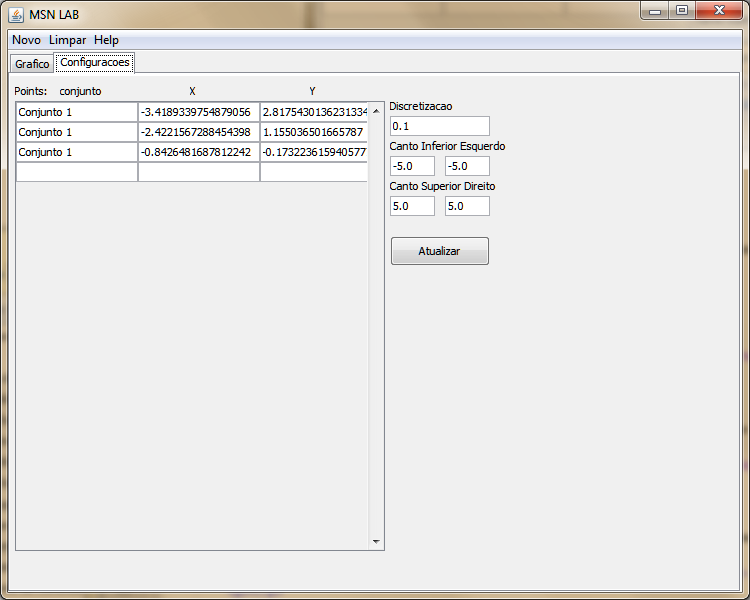 MSN LAB
Novo Limpar Help
Grafico Configuracoes
Points: conjunto X Y
Conjunto 1 -3.4189339754879056 2.8175430136231334
Conjunto 1 -2.4221567288454398 1.155036501665787
Conjunto 1 -0.8426481687812242 -0.1732236159405777
Discretizacao
0.1
Canto Inferior Esquerdo
-5.0 -5.0
Canto Superior Direito
5.0 5.0
Atualizar